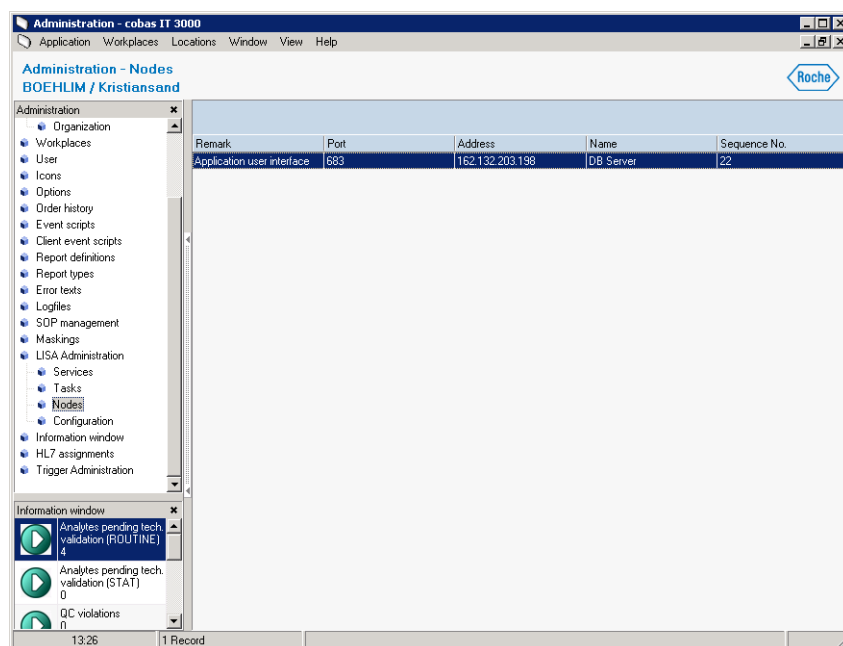 Administration - cobas IT 3000
Application Workplaces Locations Window View Help
Administration - Nodes
BOEHLIM / Kristiansand
Roche
Administration
Organization
Workplaces
User
Icons
Options
Order history
Event scripts
Client event scripts
Report definitions
Report types
Error texts
Logfiles
SOP management
Maskings
LISA Administration
Services
Tasks
Nodes
Configuration
Information window
HL7 assignments
Trigger Administration
Remark Port Address Name Sequence No.
Application user interface 683 162.132.203.198 DB Server 22
Information window
Analytes pending tech.
validation (ROUTINE)
4
Analytes pending tech.
validation (STAT)
0
QC violations
0
13:26 1 Record